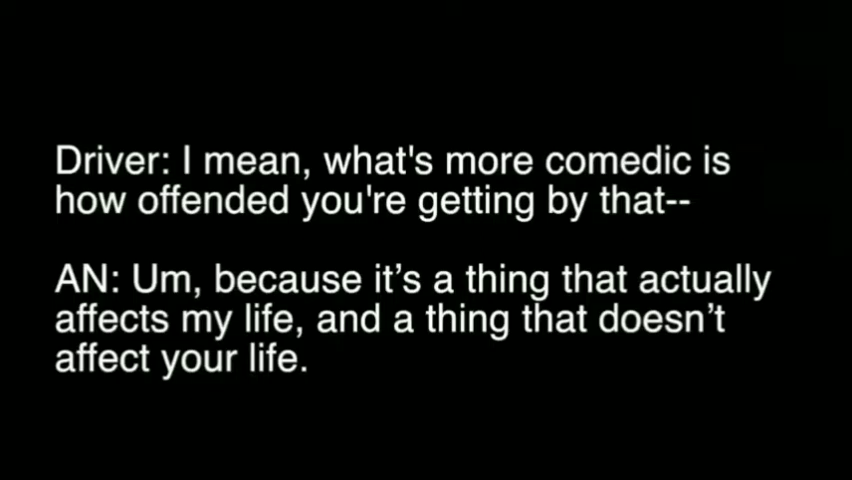 Driver: I mean, what's more comedic is
how offended you're getting by that--
AN: Um, because it’s a thing that actually
affects my life, and a thing that doesn’t
affect your life.